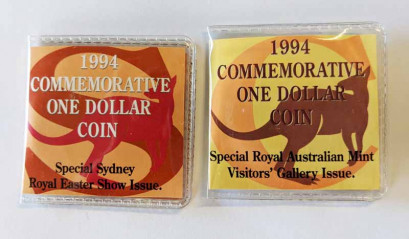 1994
COMMEMORATIVE
ONE DOLLAR
COIN
Special Sydney
Royal Easter Show Issue.
1994
COMMEMORATIVE
ONE DOLLAR
COIN
Special Royal Australian Mint
Visitors' Gallery Issue.